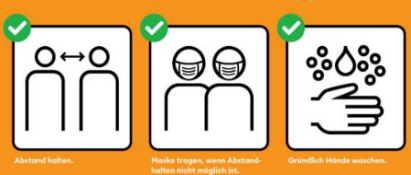 Abstand halten.
Maske tragen, wenn Abstand-
halten nicht möglich ist.
Gründlich Hände waschen.